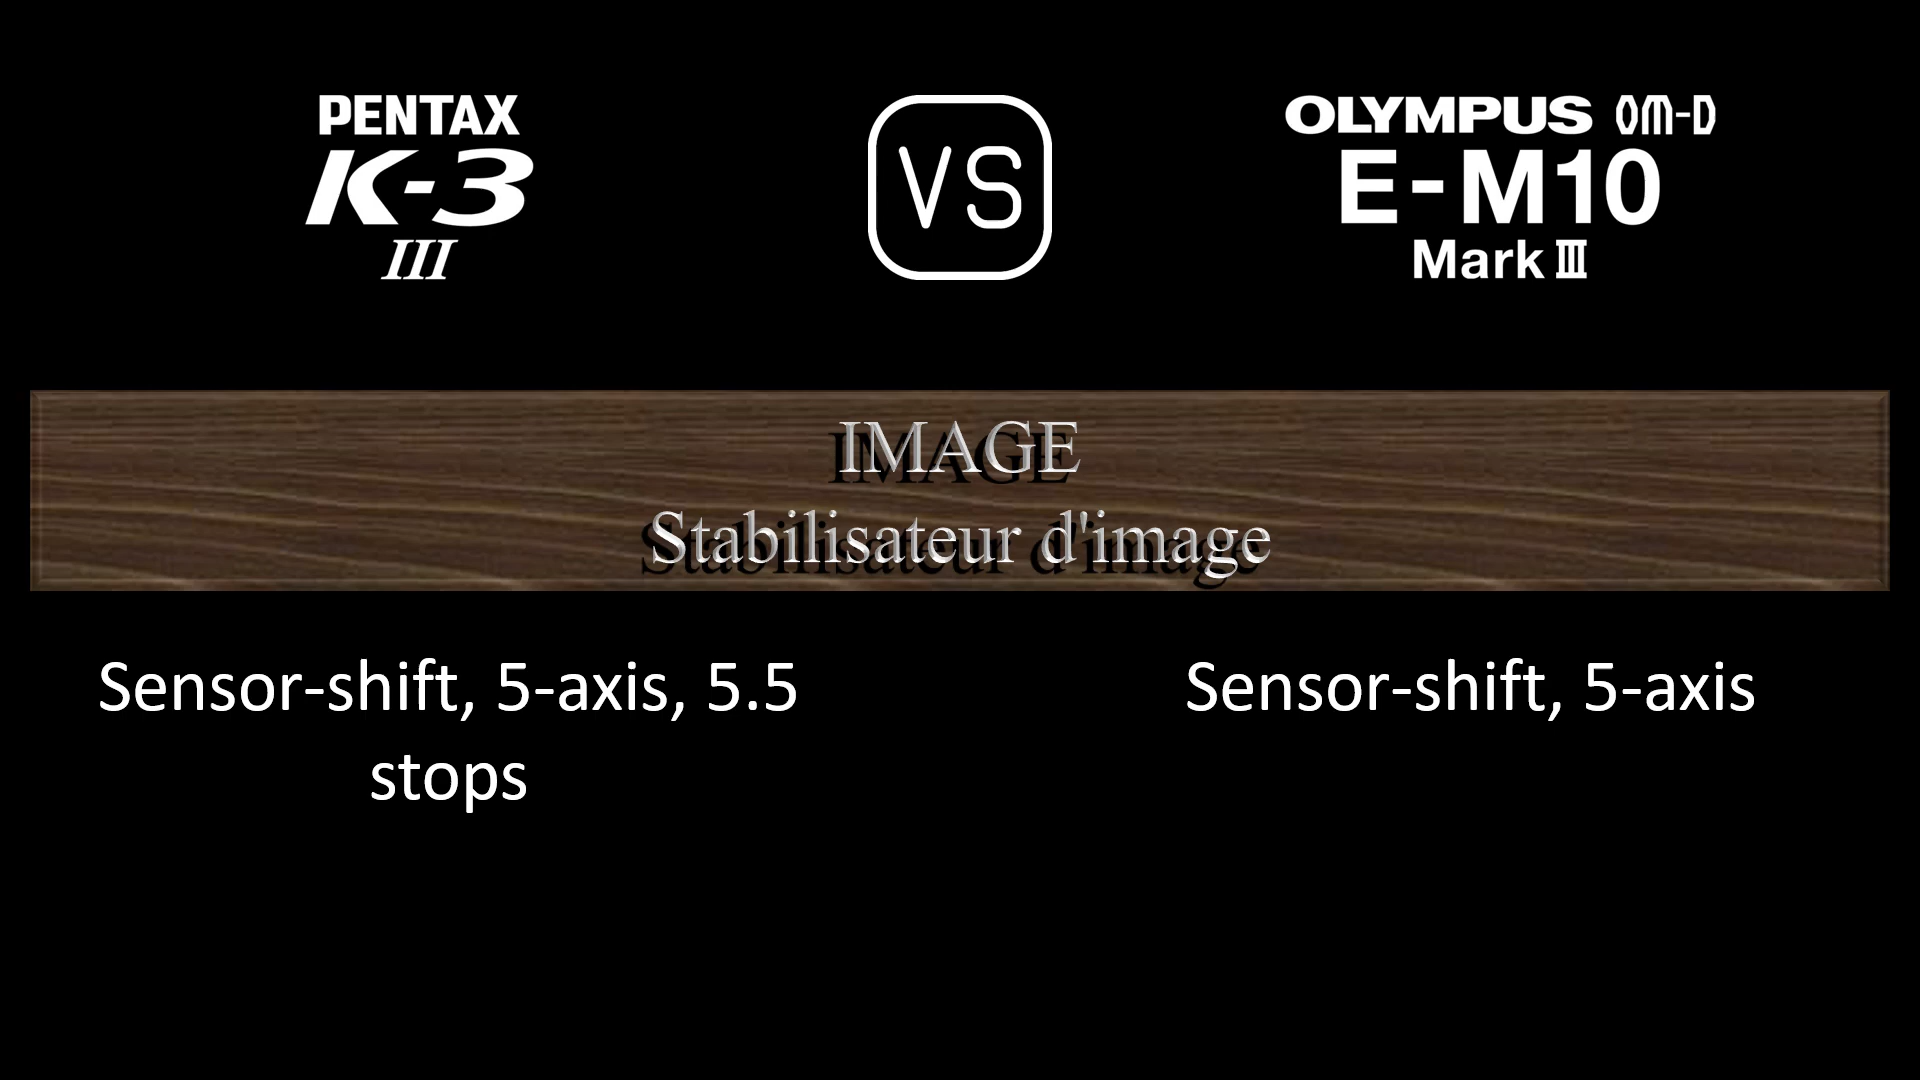 PENTAX
K-3
III
VS
OLYMPUS OM-D
E-M10
Mark III
IMAGE
Stabilisateur d'image
Sensor-shift, 5-axis, 5.5
stops
Sensor-shift, 5-axis